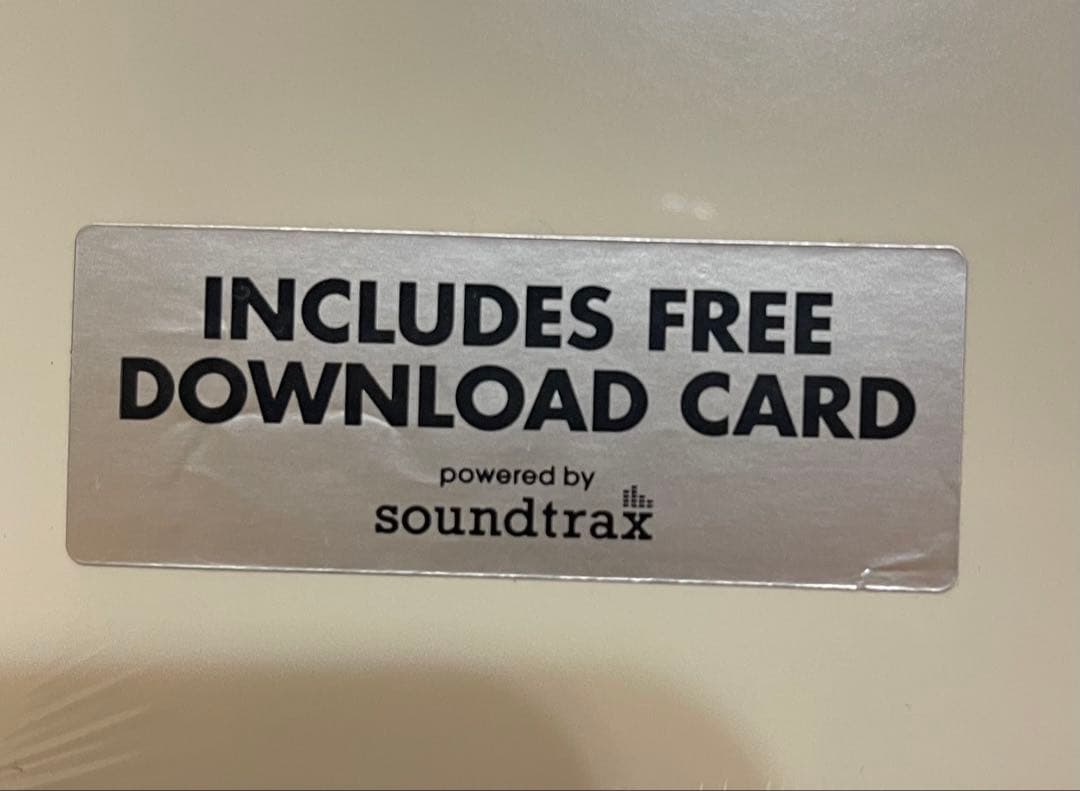 INCLUDES FREE
DOWNLOAD CARD
powered by
soundtrax